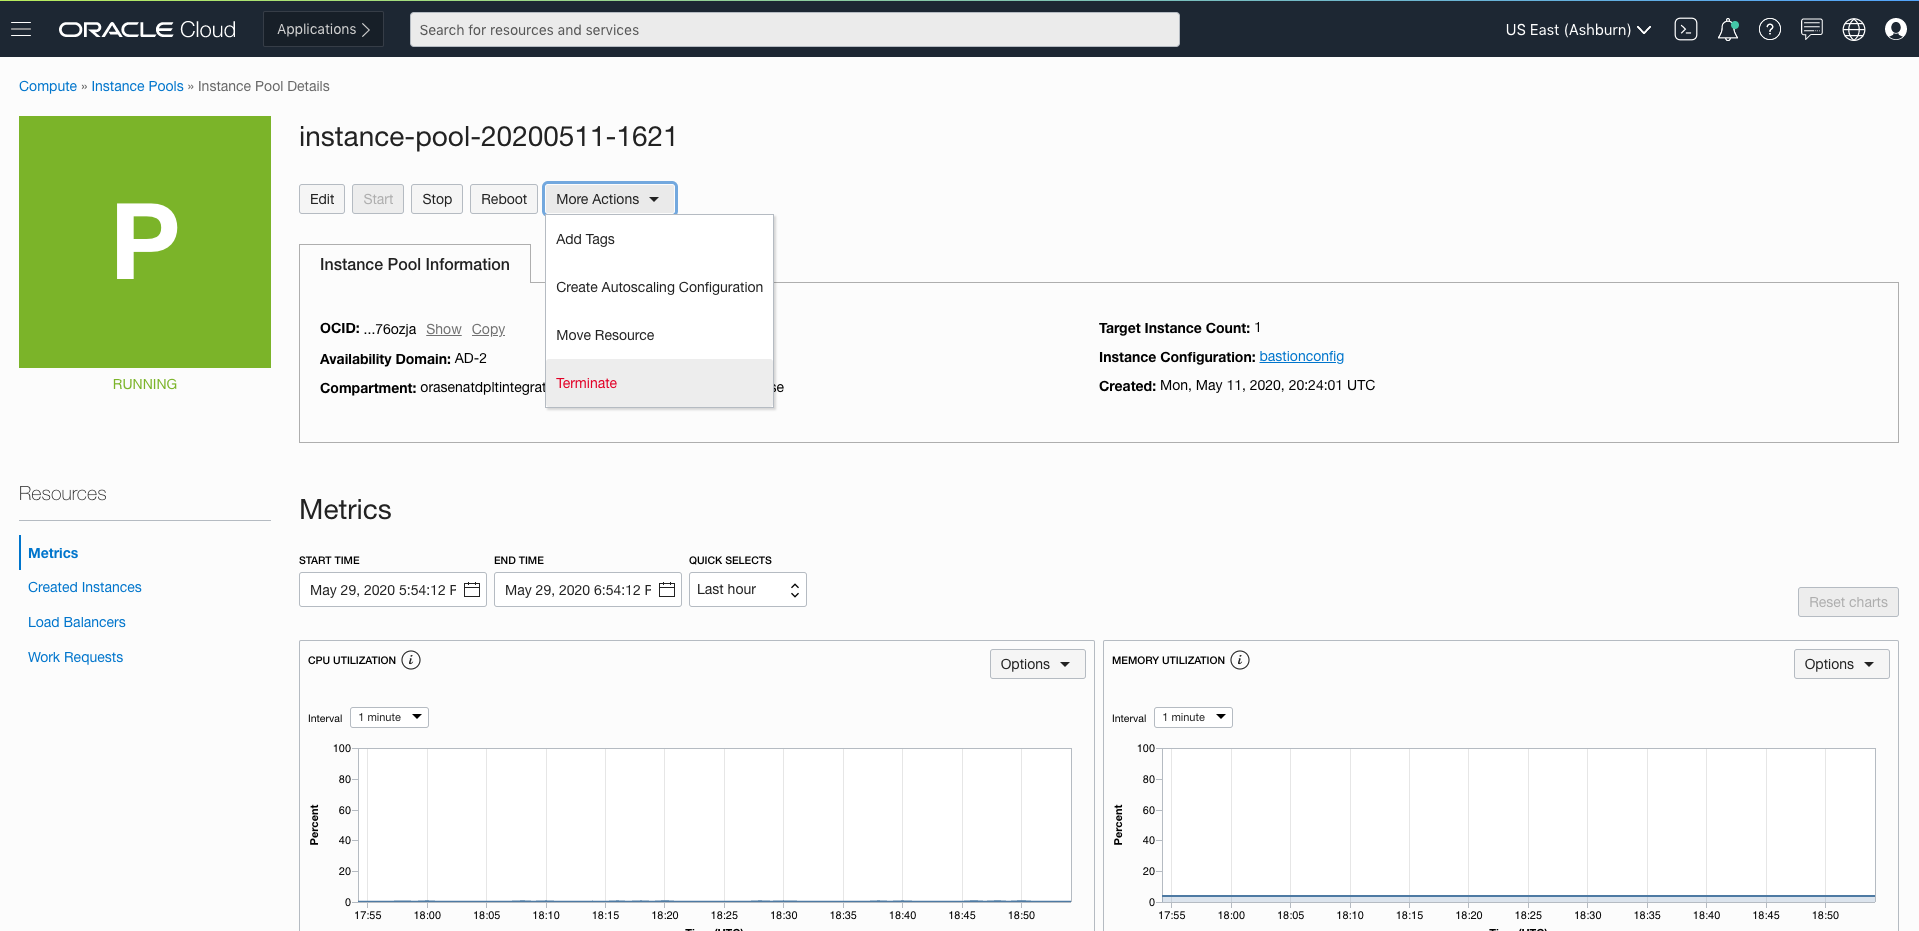 ORACLE Cloud
Applications
Search for resources and services
US East (Ashburn)
Compute » Instance Pools » Instance Pool Details
P
RUNNING
instance-pool-20200511-1621
Edit Start Stop Reboot More Actions
Add Tags
Create Autoscaling Configuration
Move Resource
Terminate
Instance Pool Information
OCID: ...76ozja Show Copy
Availability Domain: AD-2
Compartment: orasenatdpltintegrat
se
Target Instance Count: 1
Instance Configuration: bastionconfig
Created: Mon, May 11, 2020, 20:24:01 UTC
Resources
Metrics
Created Instances
Load Balancers
Work Requests
Metrics
START TIME
May 29, 2020 5:54:12 P
END TIME
May 29, 2020 6:54:12 P
QUICK SELECTS
Last hour
Reset charts
CPU UTILIZATION i
Options
Interval 1 minute
Percent
100
80
60
40
20
0
17:55 18:00 18:05 18:10 18:15 18:20 18:25 18:30 18:35 18:40 18:45 18:50
Time (UTC)
MEMORY UTILIZATION i
Options
Interval 1 minute
Percent
100
80
60
40
20
0
17:55 18:00 18:05 18:10 18:15 18:20 18:25 18:30 18:35 18:40 18:45 18:50
Time (UTC)